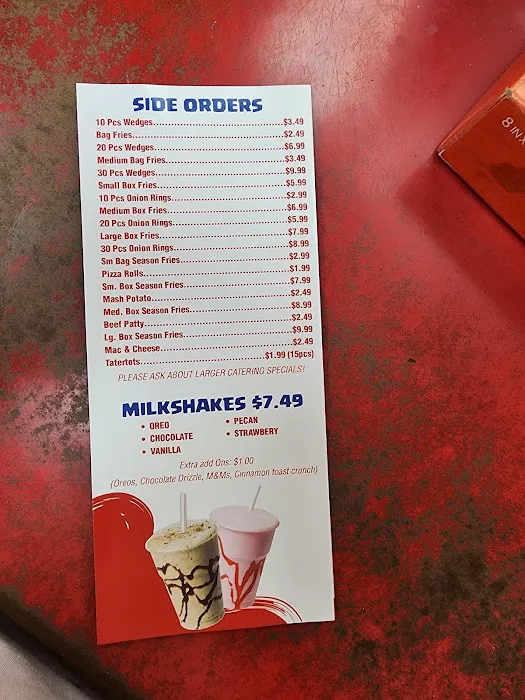 SIDE ORDERS
10 Pcs Wedges $3.49
Bag Fries $2.49
20 Pcs Wedges $6.99
Medium Bag Fries $3.49
30 Pcs Wedges $9.99
Small Box Fries $5.99
10 Pcs Onion Rings $2.99
Medium Box Fries $6.99
20 Pcs Onion Rings $5.99
Large Box Fries $7.99
30 Pcs Onion Rings $8.99
Sm Bag Season Fries $2.99
Pizza Rolls $1.99
Sm. Box Season Fries $7.99
Mash Potato $2.49
Med. Box Season Fries $8.99
Beef Patty $2.49
Lg. Box Season Fries $9.99
Mac & Cheese $2.49
Tatertots $1.99 (15pcs)
PLEASE ASK ABOUT LARGER CATERING SPECIALS!
MILKSHAKES $7.49
• OREO
• CHOCOLATE
• VANILLA
• PECAN
• STRAWBERY
Extra add Ons: $1.00
(Oreos, Chocolate Drizzle, M&Ms, Cinnamon toast crunch)
8 IN